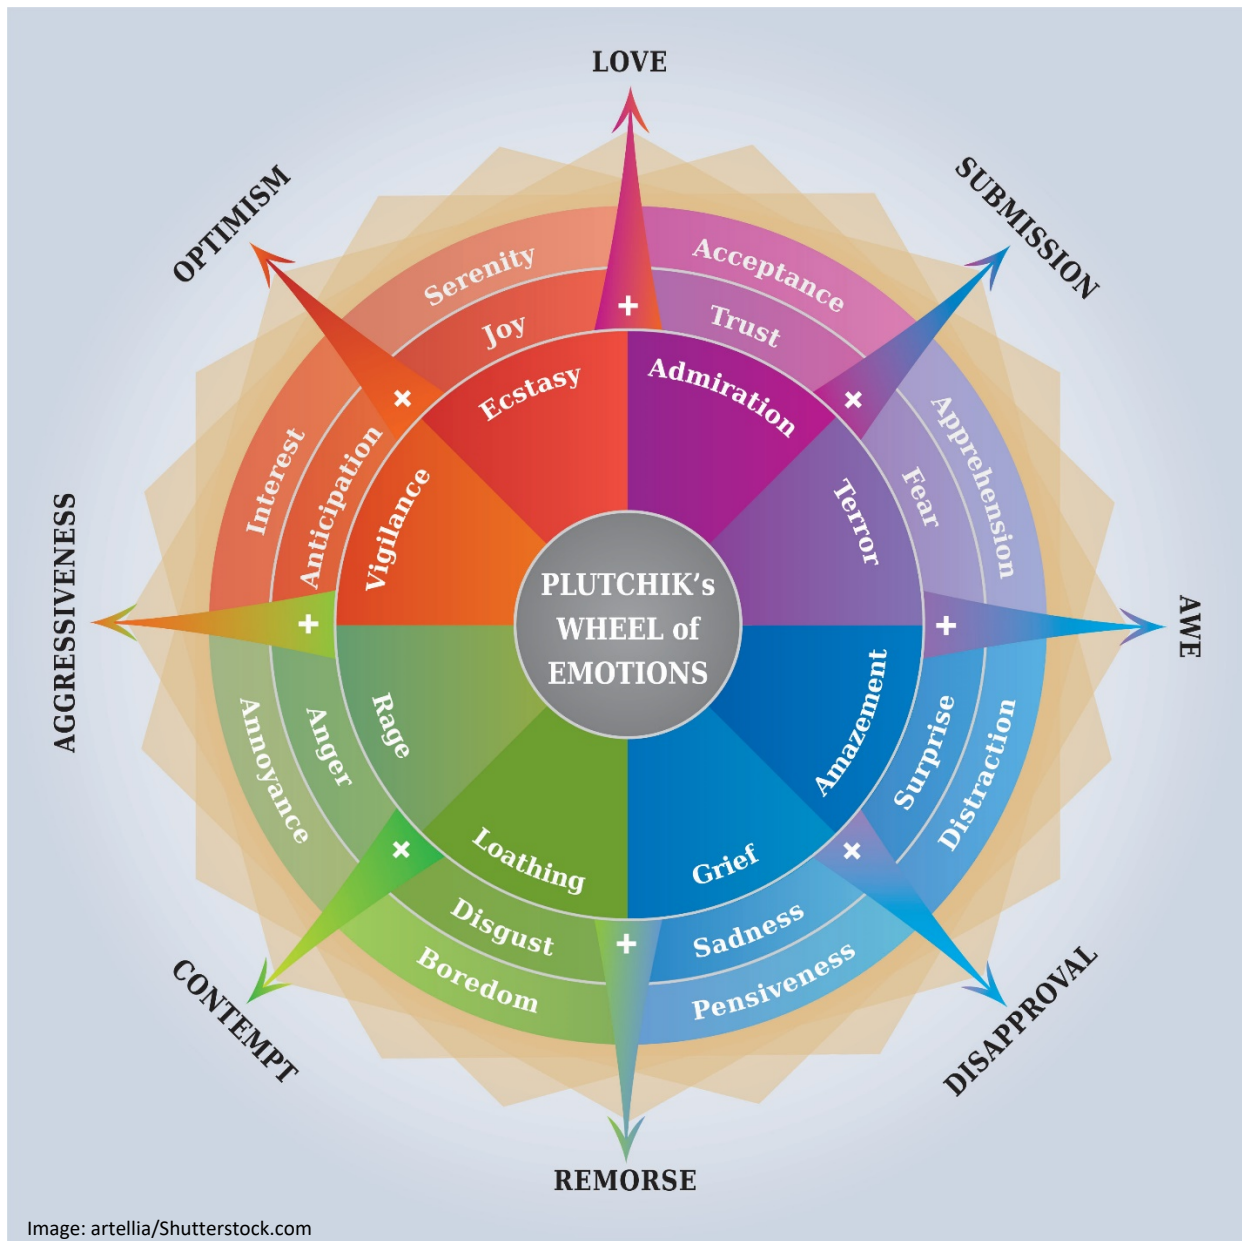 LOVE
SUBMISSION
AWE
DISAPPROVAL
REMORSE
CONTEMPT
AGGRESSIVENESS
OPTIMISM
Serenity
Joy
Ecstasy
Acceptance
Trust
Admiration
Apprehension
Fear
Terror
Distraction
Surprise
Amazement
Pensiveness
Sadness
Grief
Boredom
Disgust
Loathing
Annoyance
Anger
Rage
Interest
Anticipation
Vigilance
+
+
+
+
+
+
+
+
PLUTCHIK’s
WHEEL of
EMOTIONS
Image: artellia/Shutterstock.com